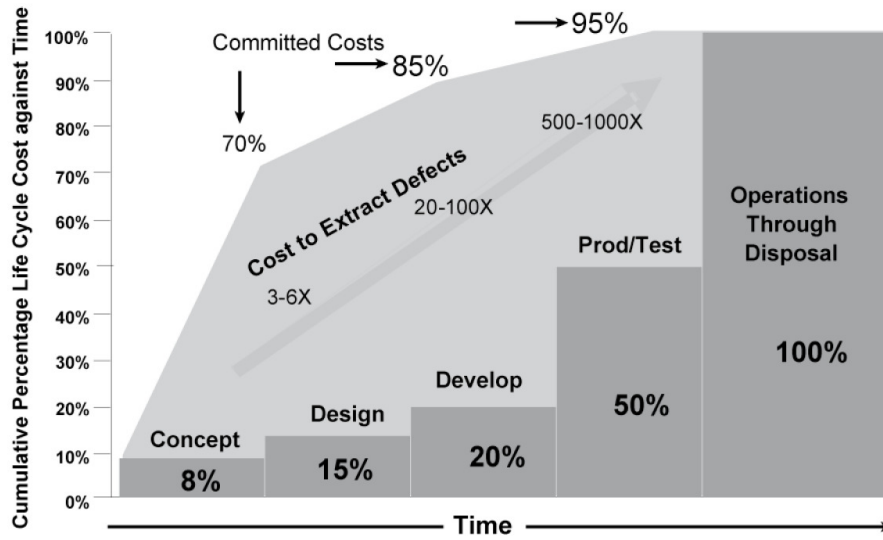 Cumulative Percentage Life Cycle Cost against Time
100%
90%
80%
70%
60%
50%
40%
30%
20%
10%
0%
Committed Costs
70%
85%
95%
Cost to Extract Defects
3-6X
20-100X
500-1000X
Concept
8%
Design
15%
Develop
20%
Prod/Test
50%
Operations
Through
Disposal
100%
Time